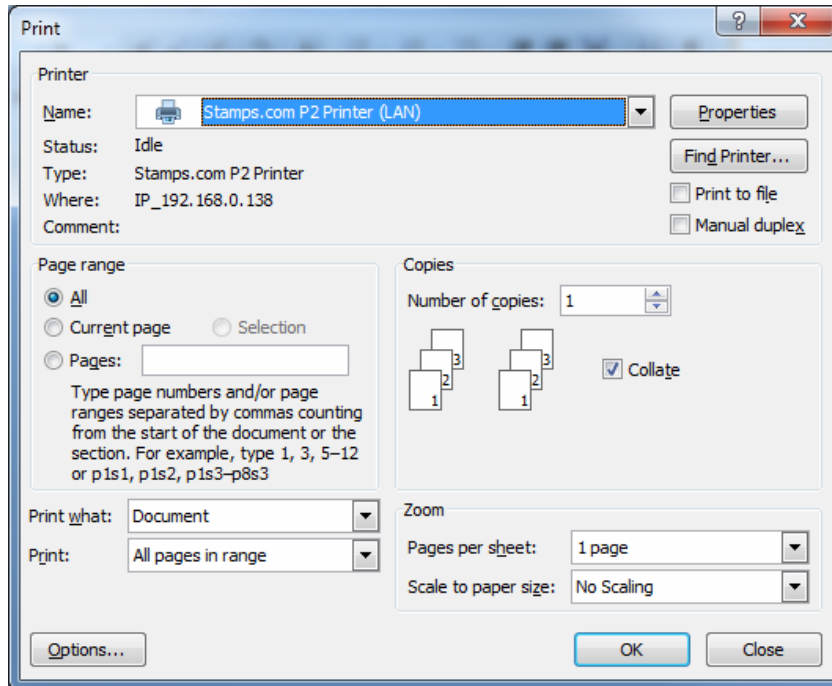 Print
Printer
Name: Stamps.com P2 Printer (LAN) Properties
Status: Idle Find Printer...
Type: Stamps.com P2 Printer
Where: IP_192.168.0.138 Print to file
Comment: Manual duplex
Page range
All
Current page Selection
Pages:
Type page numbers and/or page
ranges separated by commas counting
from the start of the document or the
section. For example, type 1, 3, 5–12
or p1s1, p1s2, p1s3–p8s3
Copies
Number of copies: 1
3 3
2 2
1 1
Collate
Print what: Document
Print: All pages in range
Zoom
Pages per sheet: 1 page
Scale to paper size: No Scaling
Options... OK Close